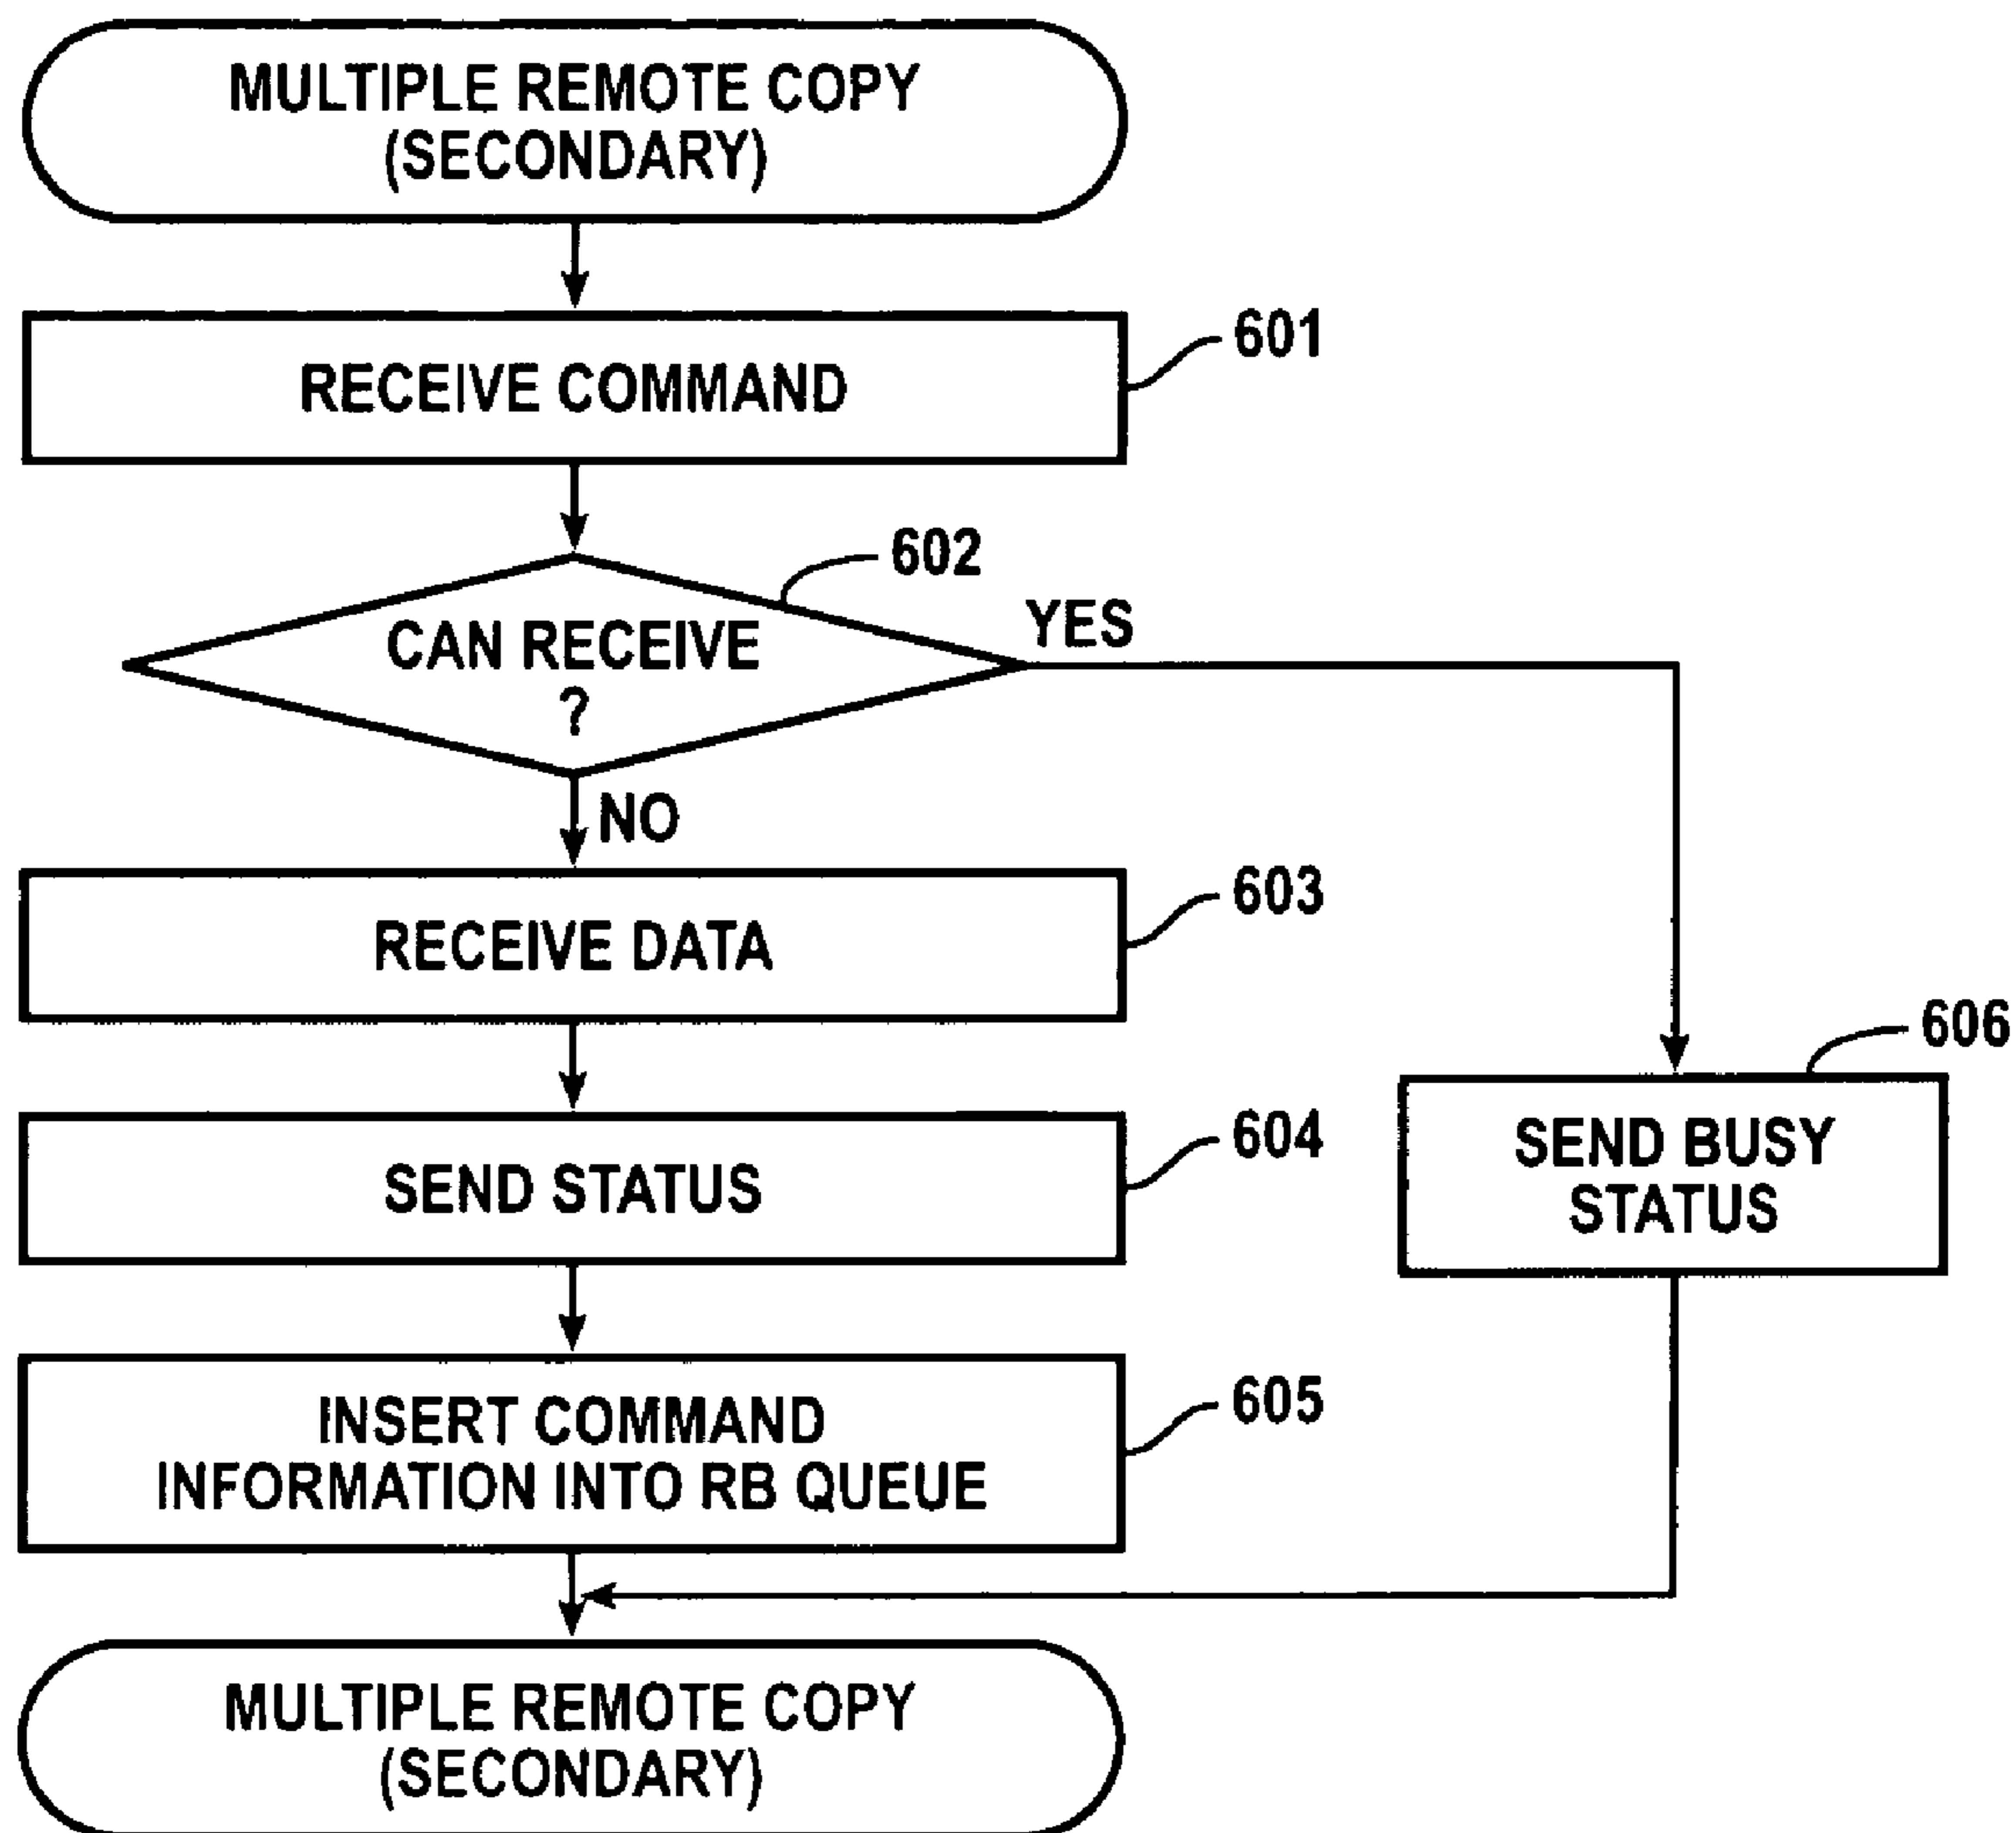 MULTIPLE REMOTE COPY
(SECONDARY)
RECEIVE COMMAND
601
602
CAN RECEIVE
?
YES
NO
RECEIVE DATA
603
SEND STATUS
604
606
SEND BUSY
STATUS
INSERT COMMAND
INFORMATION INTO RB QUEUE
605
MULTIPLE REMOTE COPY
(SECONDARY)